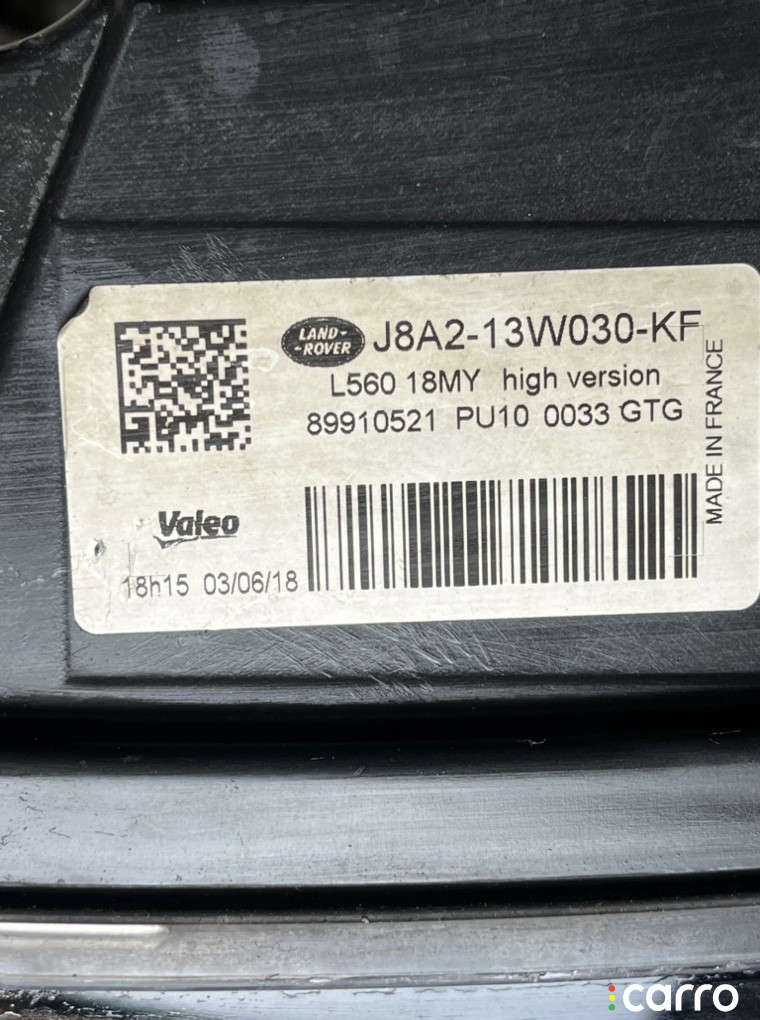 LAND-
-ROVER
J8A2-13W030-KF
L560 18MY high version
89910521 PU10 0033 GTG
MADE IN FRANCE
Valeo
18h15 03/06/18
carro